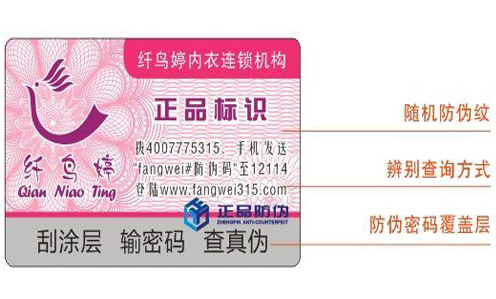 纤鸟婷内衣连锁机构
正品标识
拨4007775315、手机发送
"fangwei#防伪码"至12114
登陆www.fangwei315.com
纤鸟婷
Qian Niao Ting
正品防伪
ZHENGPIN ANTI-COUNTERFEIT
刮涂层 输密码 查真伪
随机防伪纹
辨别查询方式
防伪密码覆盖层